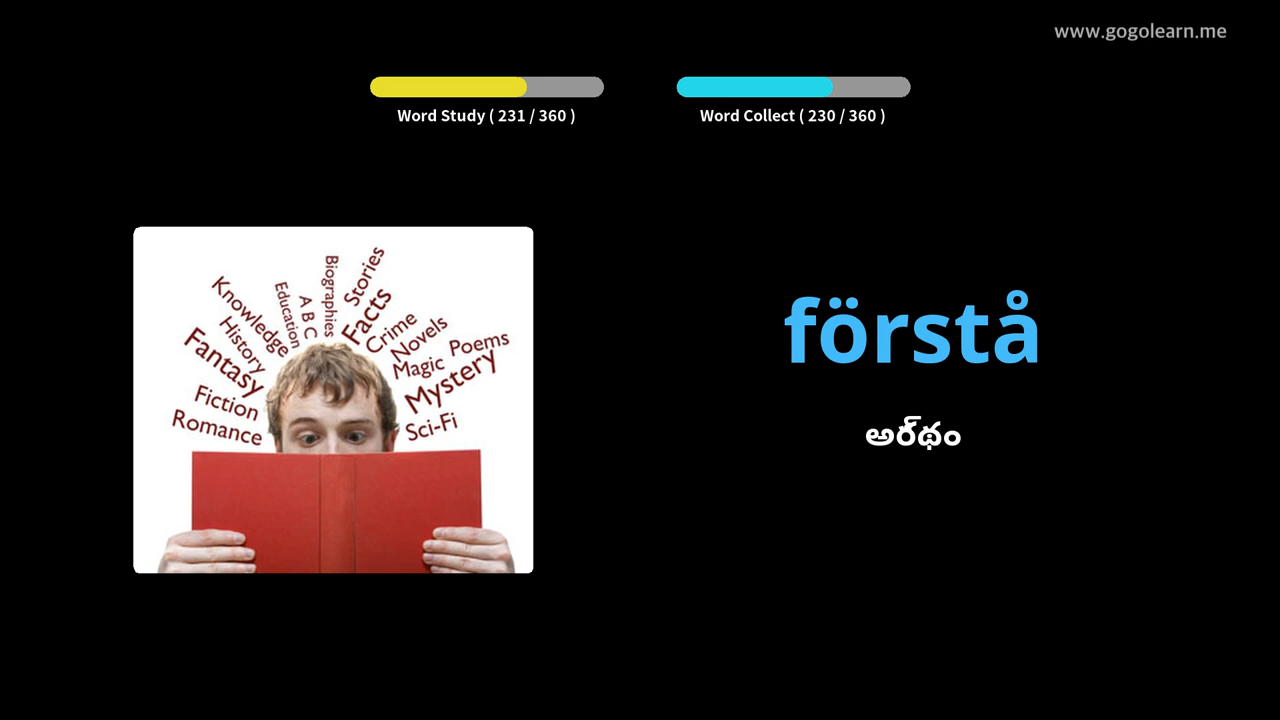 www.gogolearn.me
Word Study ( 231 / 360 )
Word Collect ( 230 / 360 )
Biographies
Stories
Education
A B C
Facts
Knowledge
Crime
History
Novels
Fantasy
Magic
Poems
Mystery
Fiction
Romance
Sci-Fi
förstå
അര്ഥം